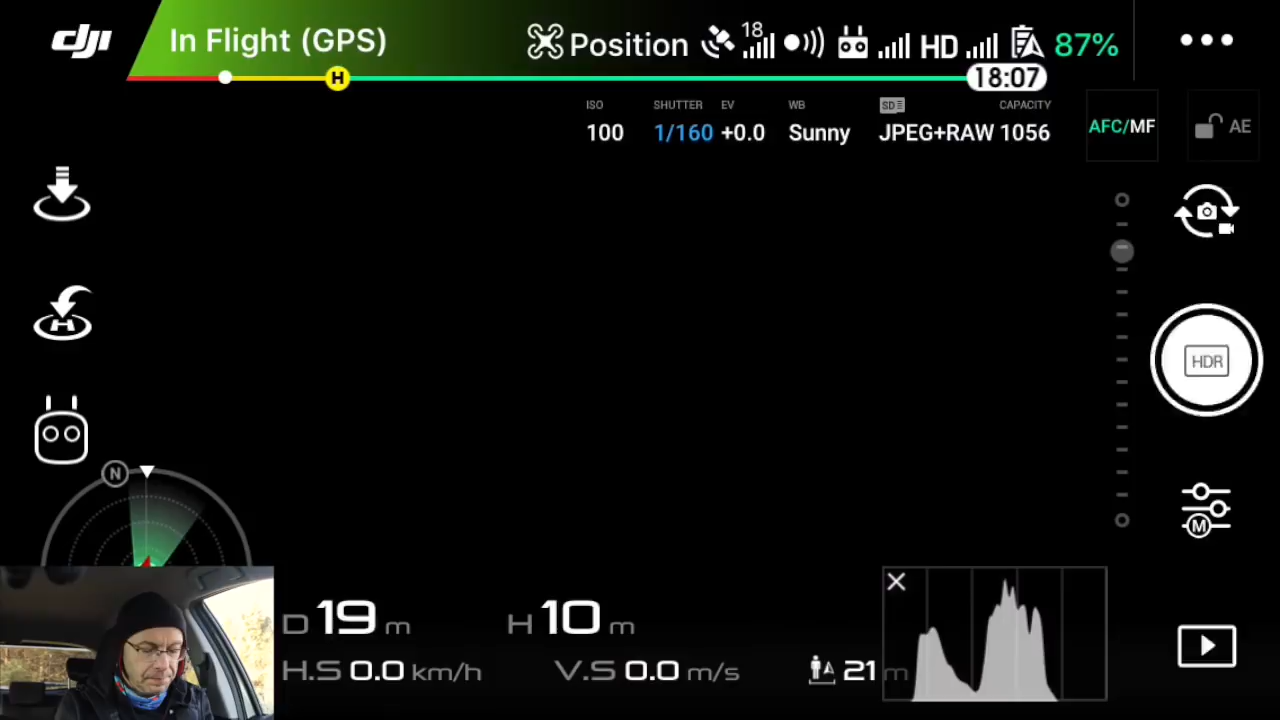 dji In Flight (GPS) Position 18 HD 87%
H 18:07
ISO SHUTTER EV WB SD CAPACITY
100 1/160 +0.0 Sunny JPEG+RAW 1056 AFC/MF AE
HDR
N
M
D 19 m H 10 m
H.S 0.0 km/h V.S 0.0 m/s 21 m